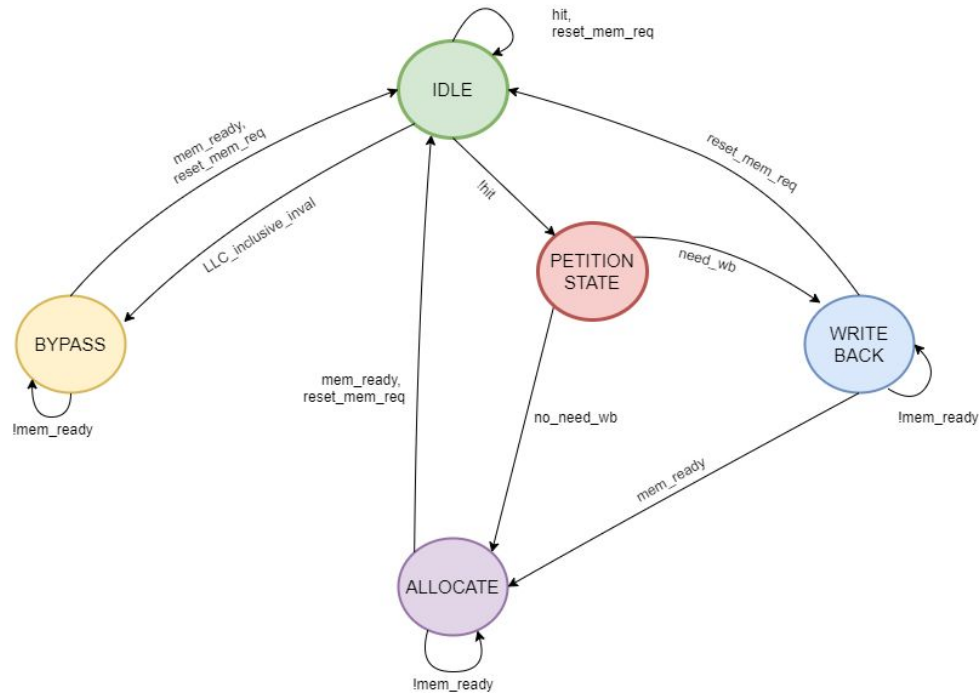 hit,
reset_mem_req
IDLE
mem_ready,
reset_mem_req
reset_mem_req
!hit
LLC_inclusive_inval
PETITION
STATE
need_wb
BYPASS
WRITE
BACK
mem_ready,
reset_mem_req
!mem_ready
no_need_wb
!mem_ready
mem_ready
ALLOCATE
!mem_ready